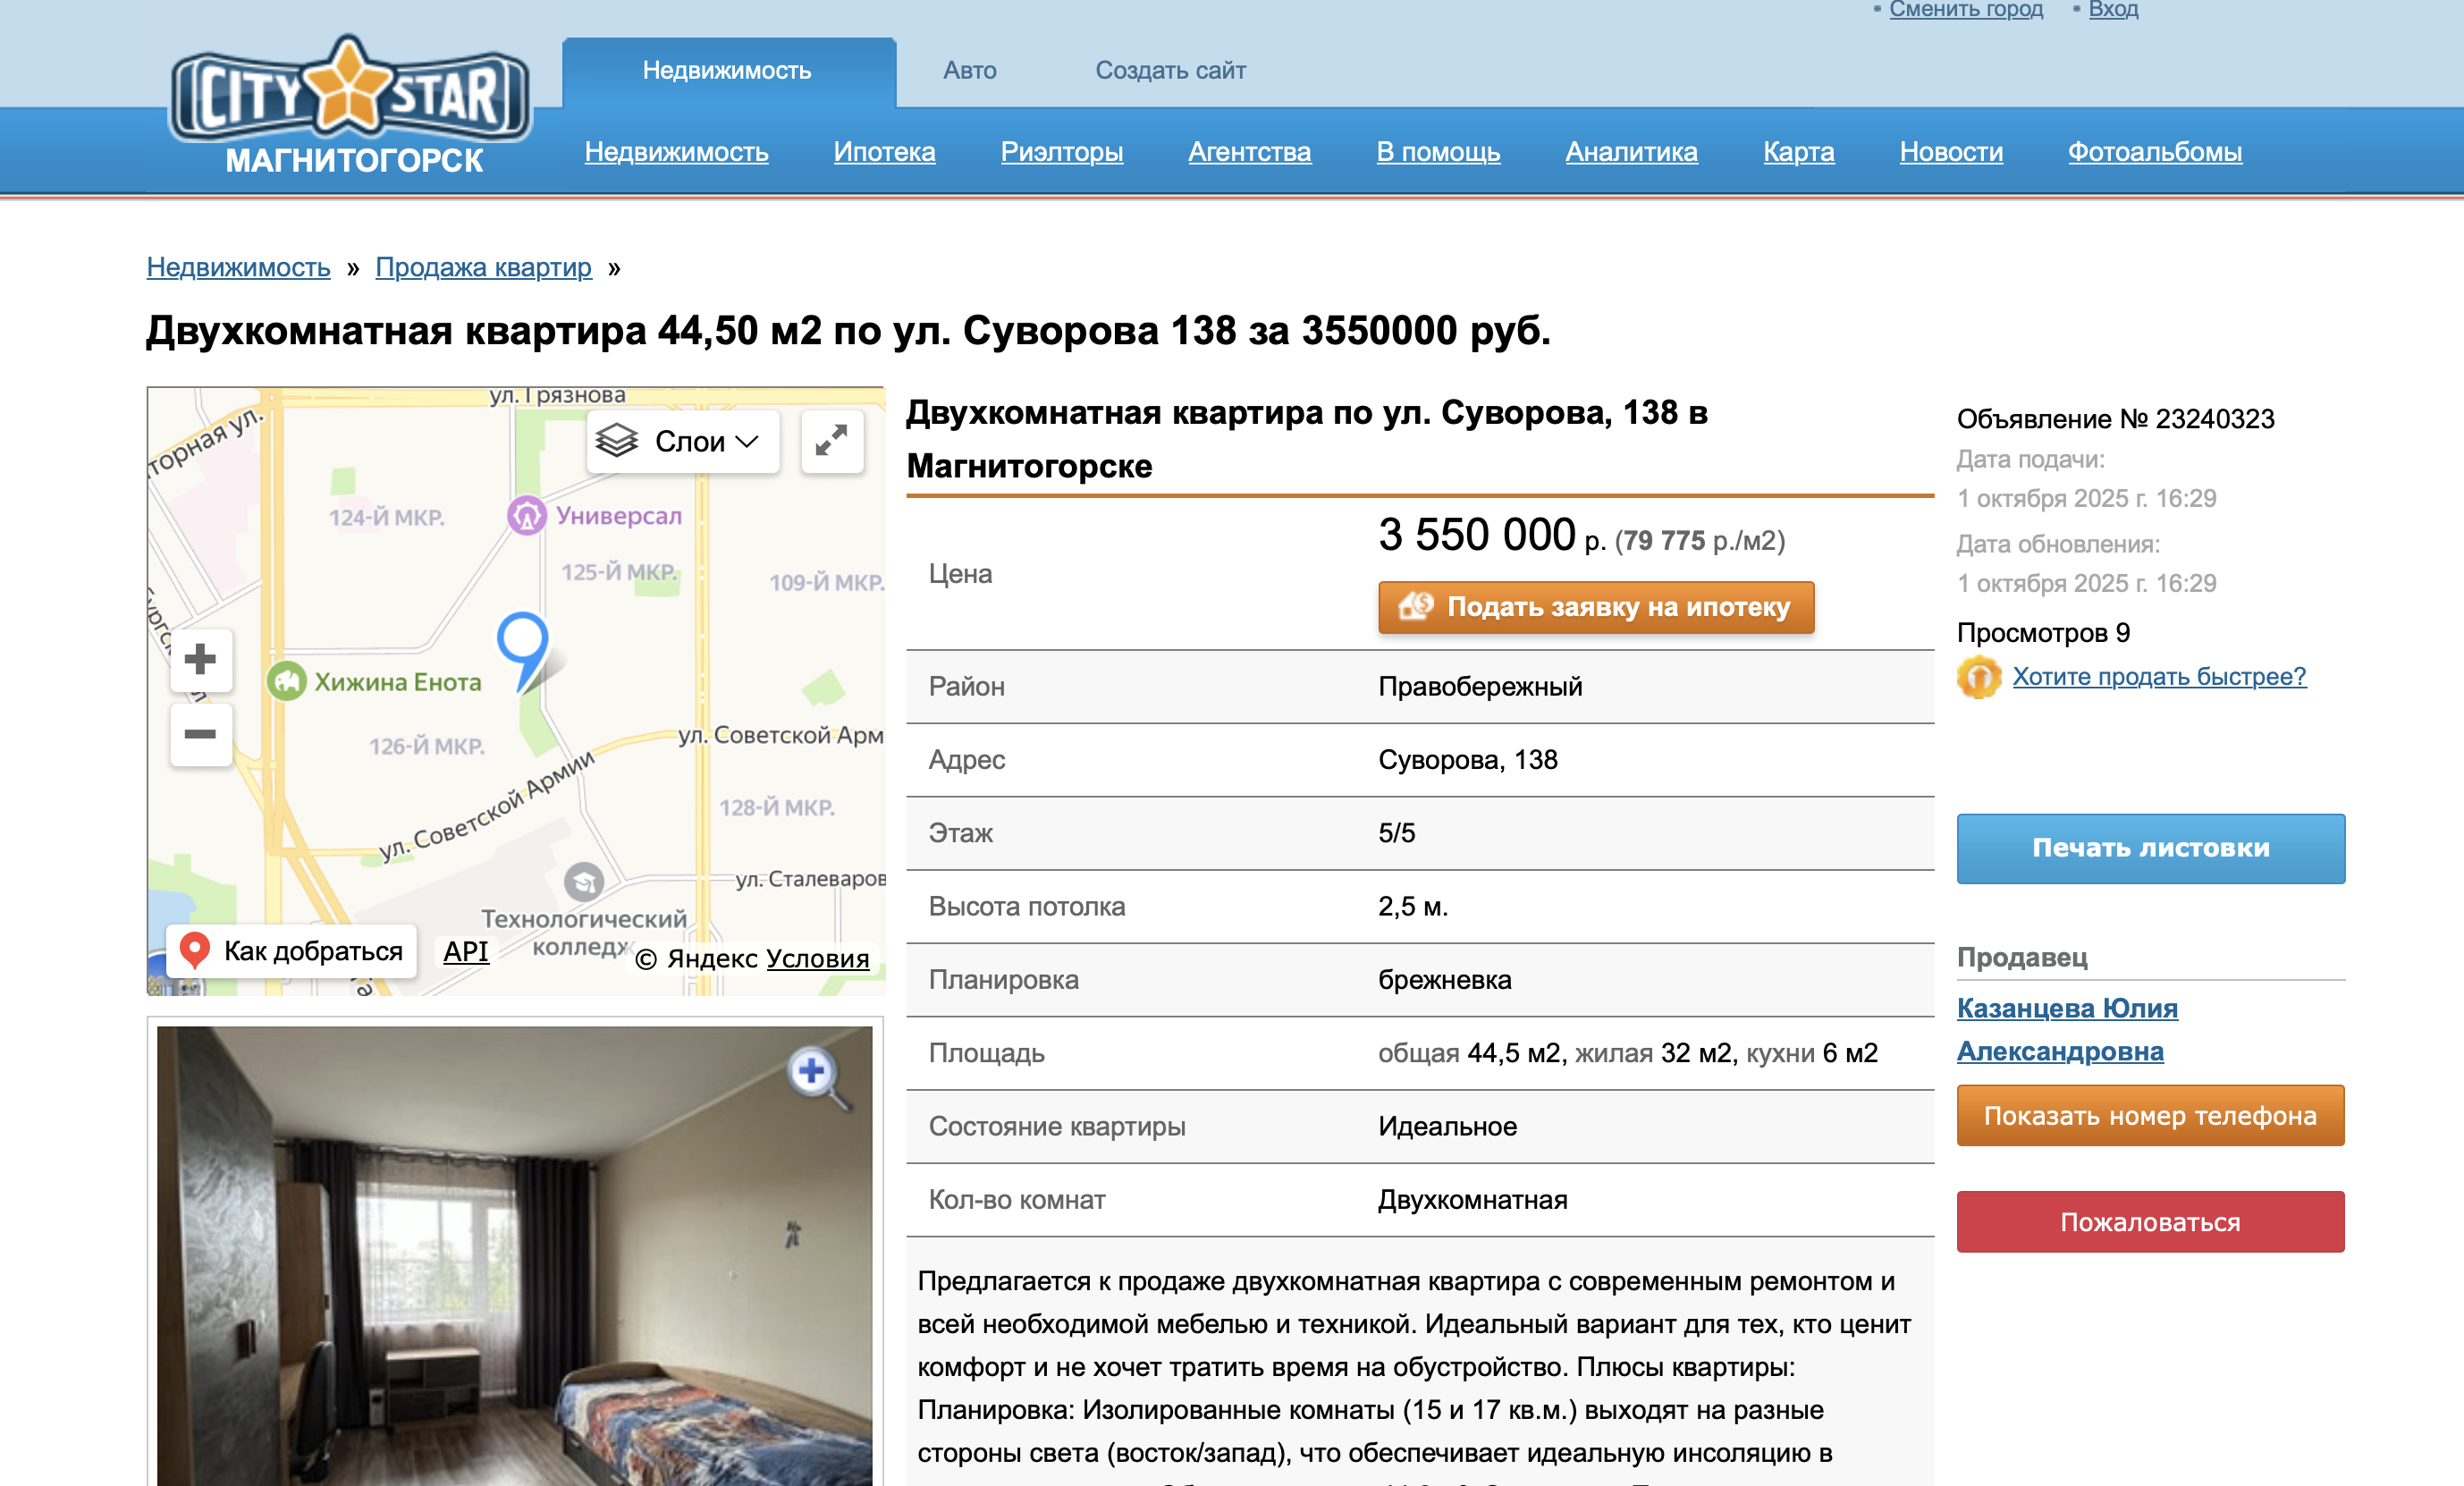 Сменить город
Вход
CITY STAR
МАГНИТОГОРСК
Недвижимость
Авто
Создать сайт
Недвижимость
Ипотека
Риэлторы
Агентства
В помощь
Аналитика
Карта
Новости
Фотоальбомы
Недвижимость » Продажа квартир »
Двухкомнатная квартира 44,50 м2 по ул. Суворова 138 за 3550000 руб.
ул. Грязнова
торная ул.
Слои
124-Й МКР.
Универсал
125-Й МКР.
109-Й МКР.
Хижина Енота
126-Й МКР.
ул. Советской Арм
ул. Советской Армии
128-Й МКР.
ул. Сталеваров
Технологический
колледж
Как добраться
API
© Яндекс Условия
Двухкомнатная квартира по ул. Суворова, 138 в
Магнитогорске
Цена
3 550 000 р. (79 775 р./м2)
Подать заявку на ипотеку
Район
Правобережный
Адрес
Суворова, 138
Этаж
5/5
Высота потолка
2,5 м.
Планировка
брежневка
Площадь
общая 44,5 м2, жилая 32 м2, кухни 6 м2
Состояние квартиры
Идеальное
Кол-во комнат
Двухкомнатная
Предлагается к продаже двухкомнатная квартира с современным ремонтом и
всей необходимой мебелью и техникой. Идеальный вариант для тех, кто ценит
комфорт и не хочет тратить время на обустройство. Плюсы квартиры:
Планировка: Изолированные комнаты (15 и 17 кв.м.) выходят на разные
стороны света (восток/запад), что обеспечивает идеальную инсоляцию в
Объявление № 23240323
Дата подачи:
1 октября 2025 г. 16:29
Дата обновления:
1 октября 2025 г. 16:29
Просмотров 9
Хотите продать быстрее?
Печать листовки
Продавец
Казанцева Юлия
Александровна
Показать номер телефона
Пожаловаться